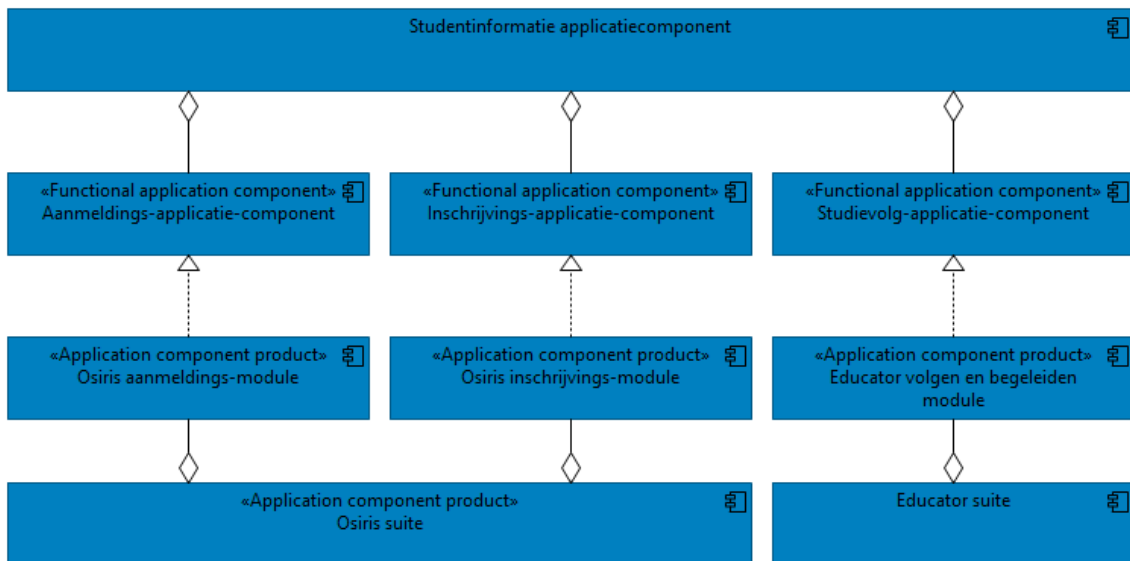 Studentinformatie applicatiecomponent
«Functional application component»
Aanmeldings-applicatie-component
«Functional application component»
Inschrijvings-applicatie-component
«Functional application component»
Studievolg-applicatie-component
«Application component product»
Osiris aanmeldings-module
«Application component product»
Osiris inschrijvings-module
«Application component product»
Educator volgen en begeleiden
module
«Application component product»
Osiris suite
Educator suite